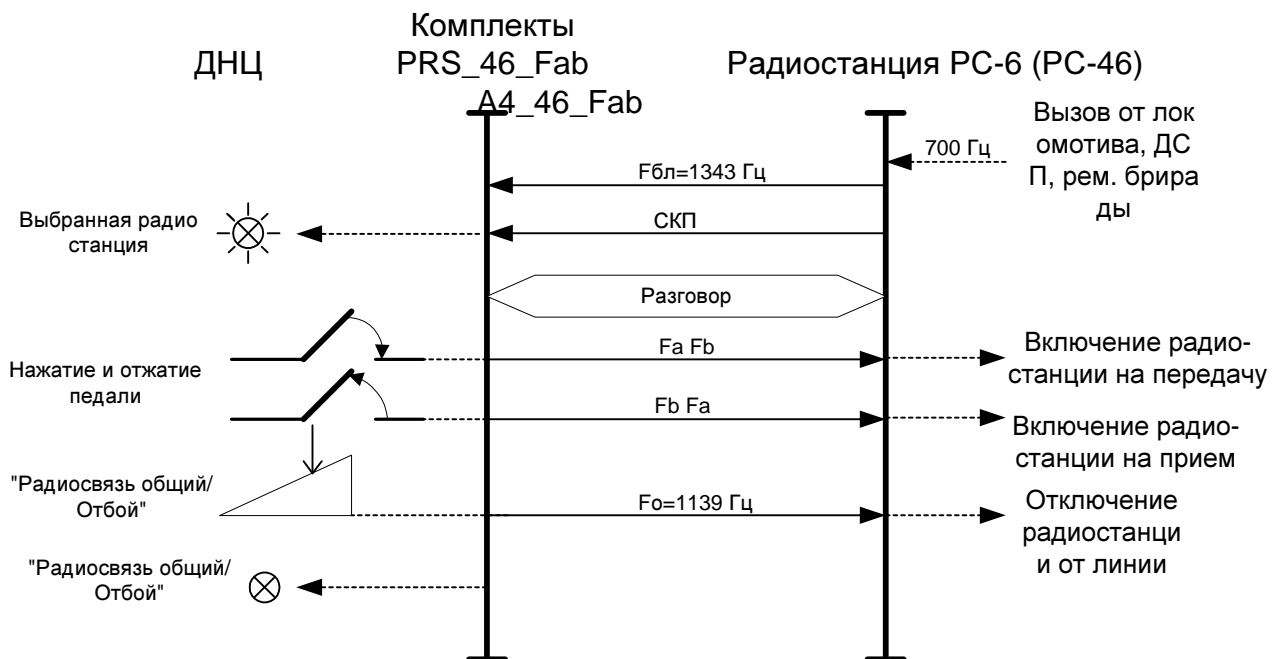 Комплекты
ДНЦ
PRS_46_Fab
Радиостанция РС-6 (РС-46)
A4_46_Fab
Вызов от лок
омотива, ДС
П, рем. брира
ды
700 Гц
Fбл=1343 Гц
СКП
Выбранная радио
станция
Разговор
Fa Fb
Включение радио-
станции на передачу
Нажатие и отжатие
педали
Fb Fa
Включение радио-
станции на прием
"Радиосвязь общий/
Отбой"
Fo=1139 Гц
Отключение
радиостанци
и от линии
"Радиосвязь общий/
Отбой"